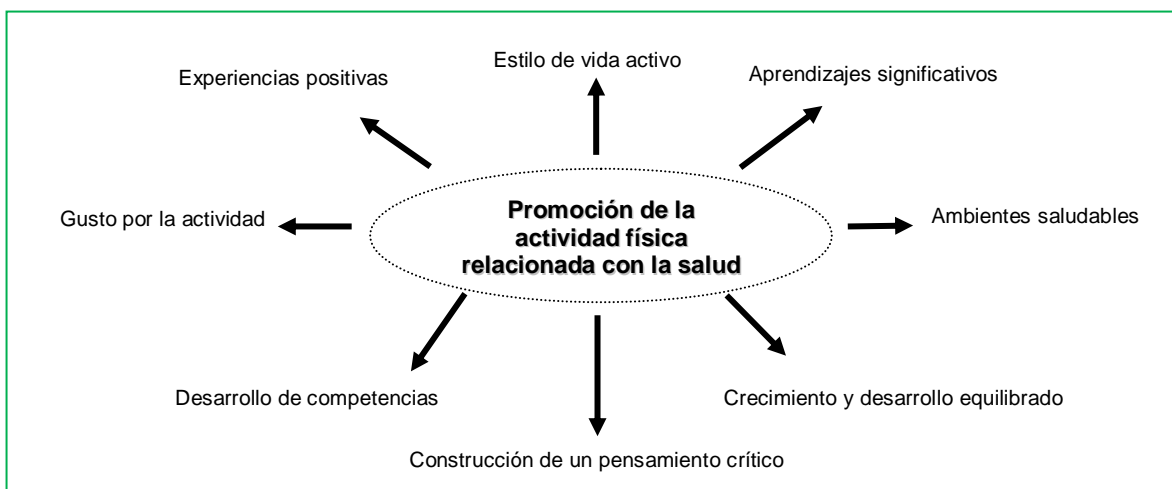 Estilo de vida activo
Experiencias positivas
Aprendizajes significativos
Gusto por la actividad
Promoción de la
actividad física
relacionada con la salud
Ambientes saludables
Desarrollo de competencias
Crecimiento y desarrollo equilibrado
Construcción de un pensamiento crítico